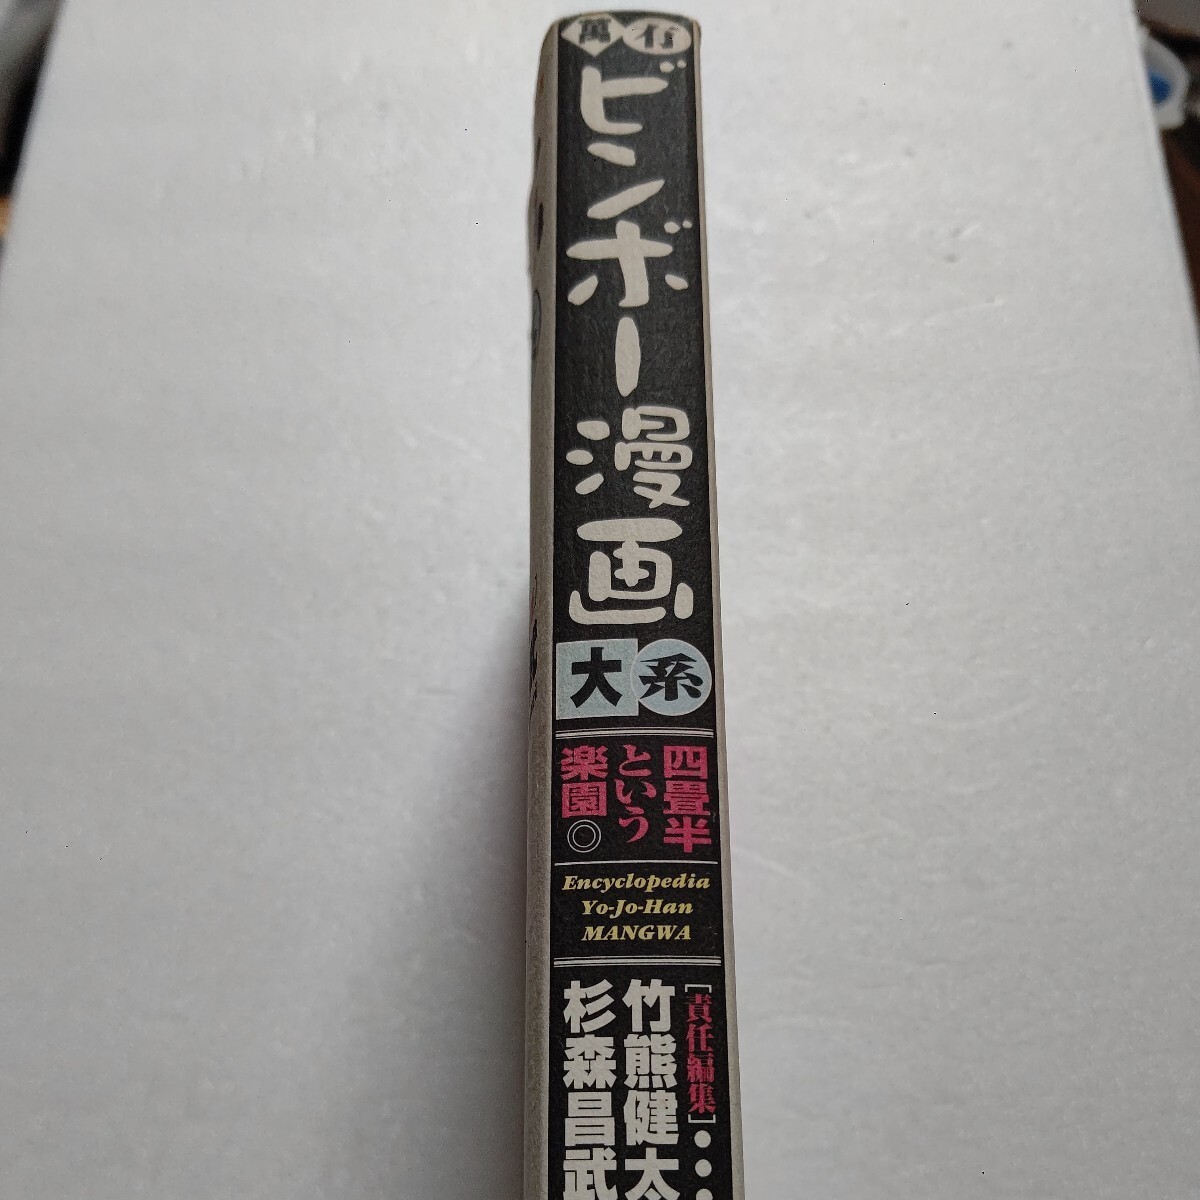 萬有
ビンボー漫画
大系
四畳半
という
楽園◎
Encyclopedia
Yo-Jo-Han
MANGWA
[責任編集]・・・
竹熊健太
杉森昌武